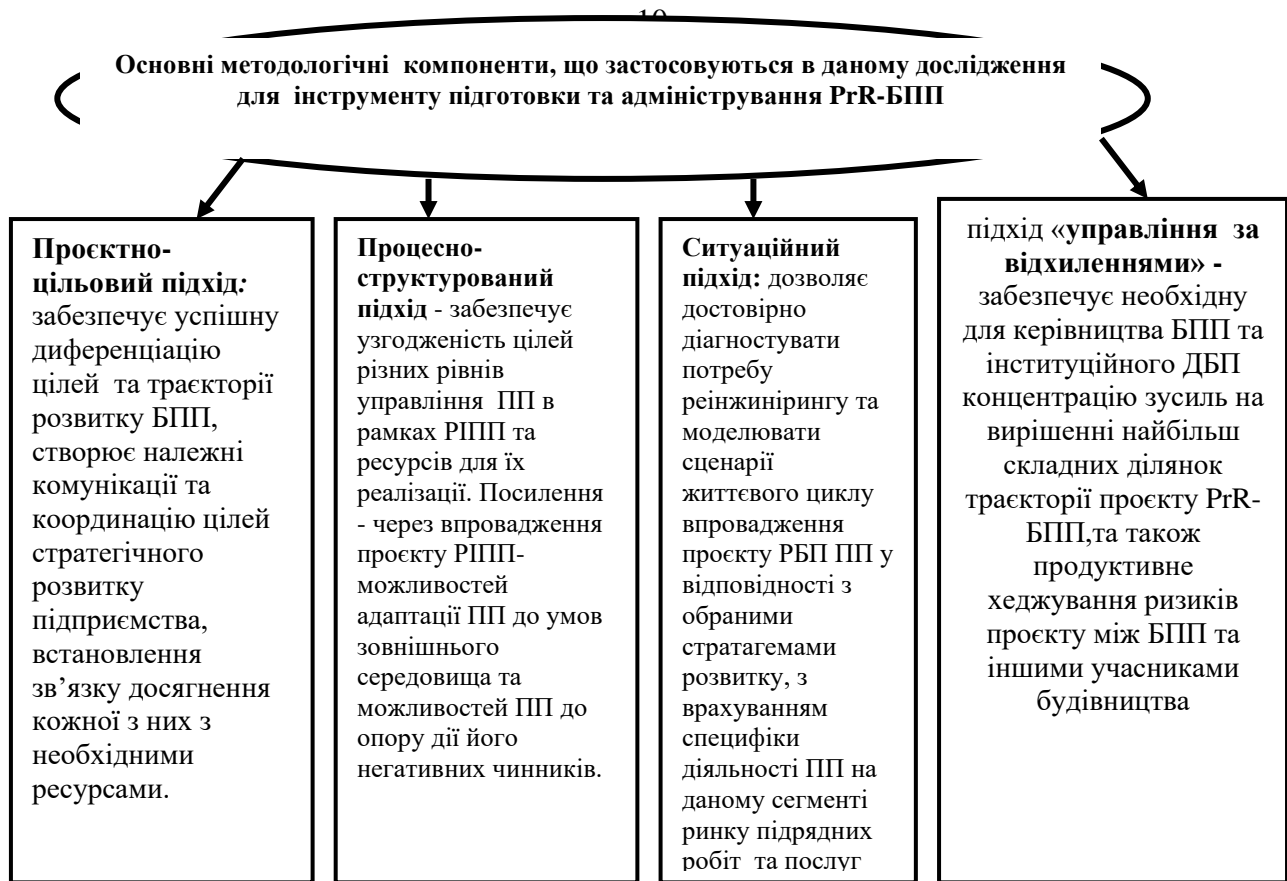 10
Основні методологічні компоненти, що застосовуються в даному дослідження
для інструменту підготовки та адміністрування PrR-БПП
Проєктно-
цільовий підхід:
забезпечує успішну
диференціацію
цілей та траєкторії
розвитку БПП,
створює належні
комунікації та
координацію цілей
стратегічного
розвитку
підприємства,
встановлення
зв’язку досягнення
кожної з них з
необхідними
ресурсами.
Процесно-
структурований
підхід - забезпечує
узгодженість цілей
різних рівнів
управління ПП в
рамках РІПП та
ресурсів для їх
реалізації. Посилення
- через впровадження
проєкту РІПП-
можливостей
адаптації ПП до умов
зовнішнього
середовища та
можливостей ПП до
опору дії його
негативних чинників.
Ситуаційний
підхід: дозволяє
достовірно
діагностувати
потребу
реінжинірингу та
моделювати
сценарії
життєвого циклу
впровадження
проєкту РБП ПП у
відповідності з
обраними
стратагемами
розвитку, з
врахуванням
специфіки
діяльності ПП на
даному сегменті
ринку підрядних
робіт та послуг
підхід «управління за
відхиленнями» -
забезпечує необхідну
для керівництва БПП та
інституційного ДБП
концентрацію зусиль на
вирішенні найбільш
складних ділянок
траєкторії проєкту PrR-
БПП,та також
продуктивне
хеджування ризиків
проєкту між БПП та
іншими учасниками
будівництва